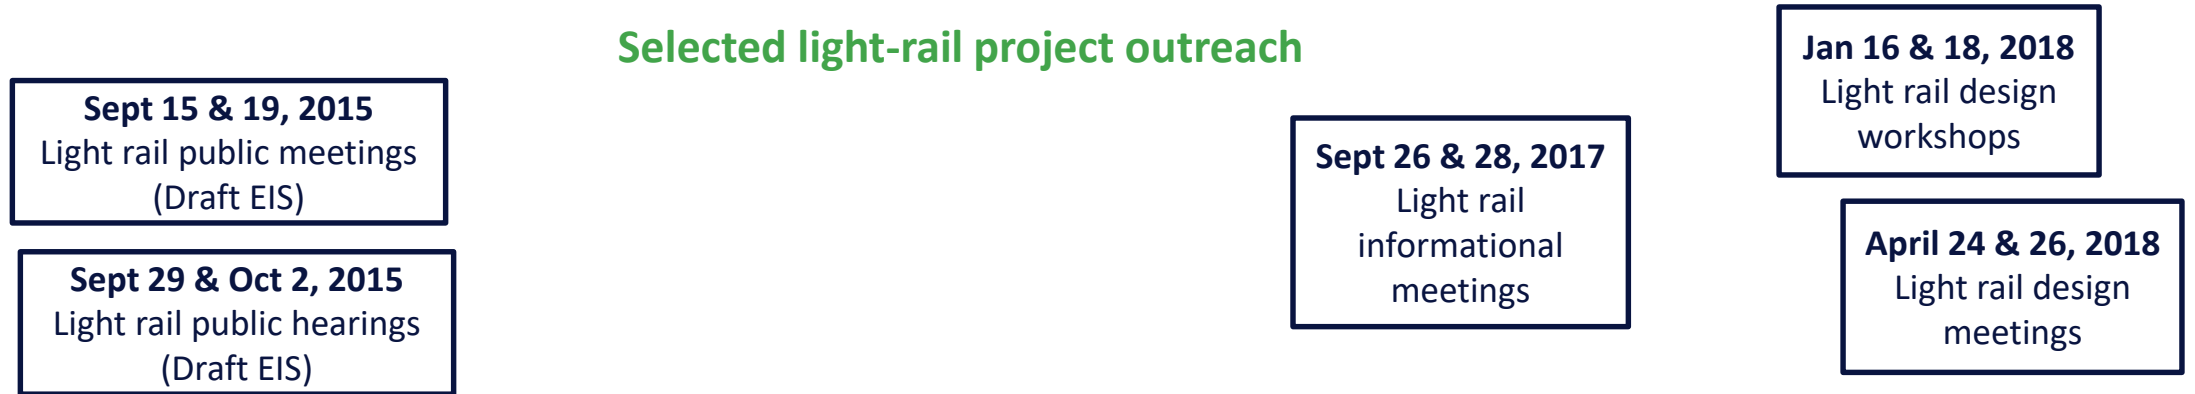 Selected light-rail project outreach
Sept 15 & 19, 2015
Light rail public meetings
(Draft EIS)
Sept 29 & Oct 2, 2015
Light rail public hearings
(Draft EIS)
Sept 26 & 28, 2017
Light rail
informational
meetings
Jan 16 & 18, 2018
Light rail design
workshops
April 24 & 26, 2018
Light rail design
meetings